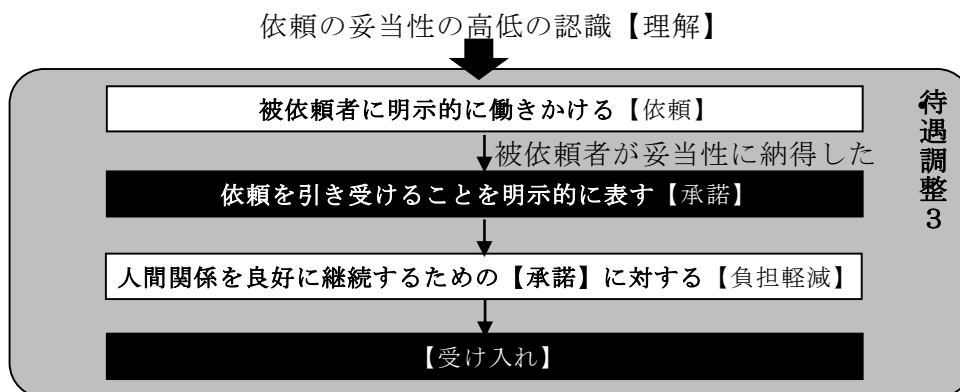 依頼の妥当性の高低の認識【理解】
被依頼者に明示的に働きかける【依頼】
被依頼者が妥当性に納得した
依頼を引き受けることを明示的に表す【承諾】
人間関係を良好に継続するための【承諾】に対する【負担軽減】
【受け入れ】
待遇調整3